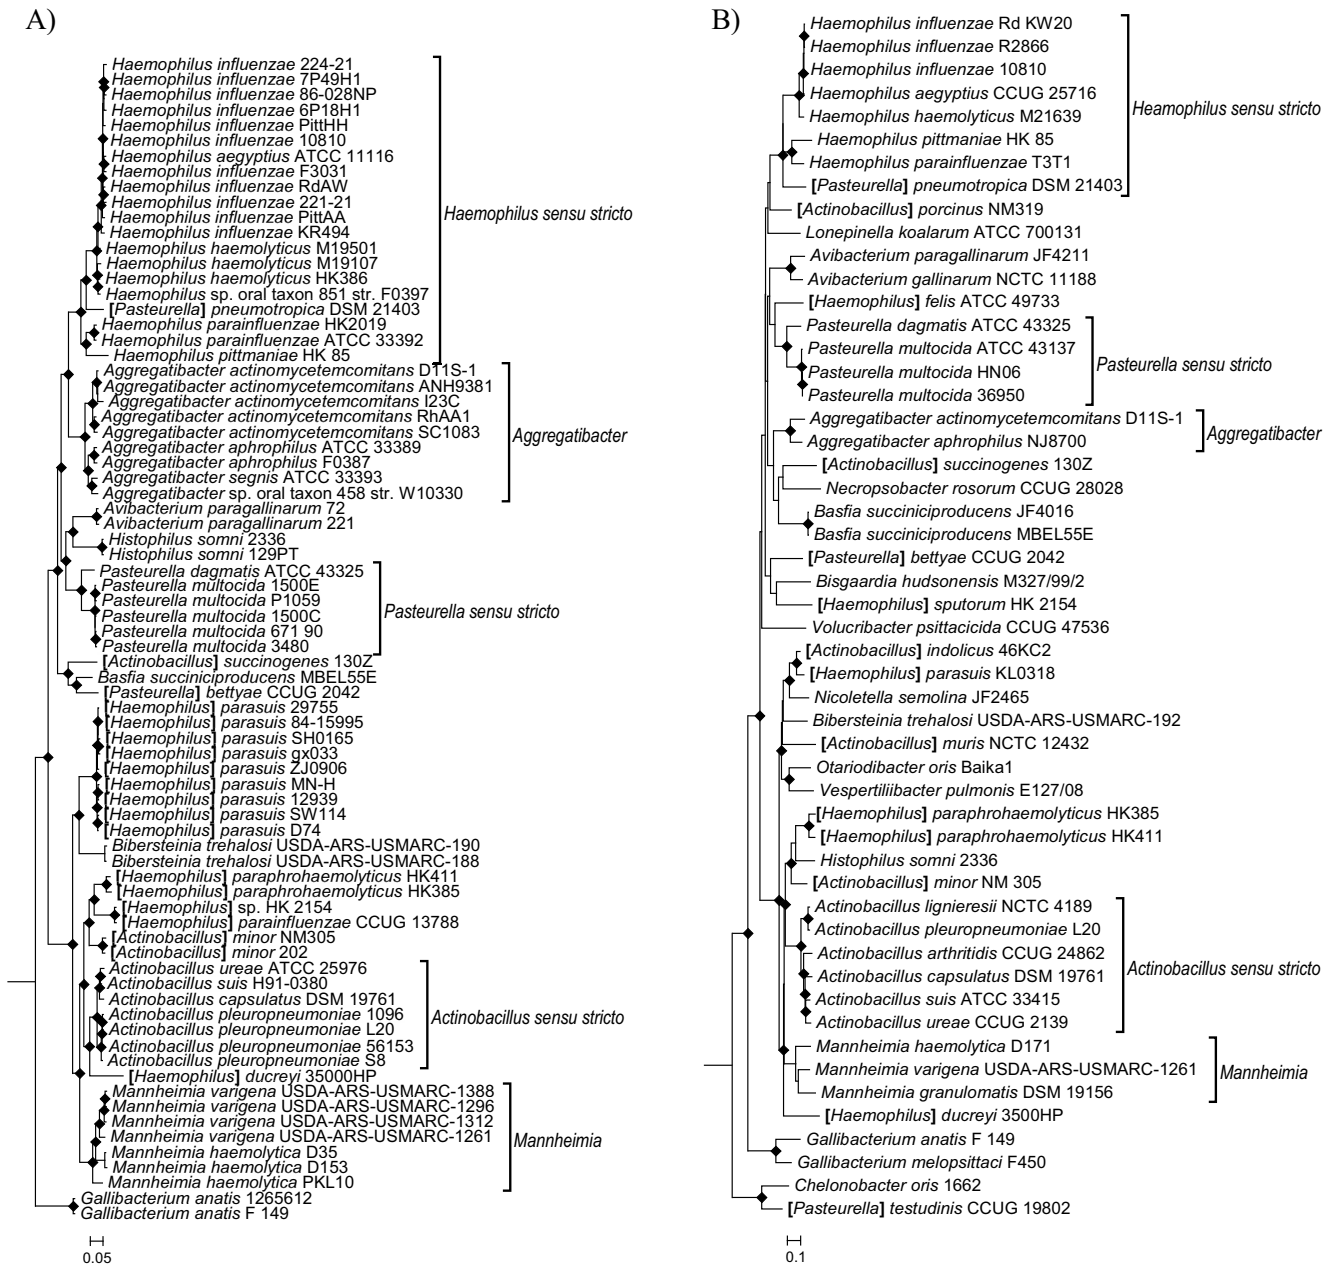 A)
Haemophilus influenzae 224-21
Haemophilus influenzae 7P49H1
Haemophilus influenzae 86-028NP
Haemophilus influenzae 6P18H1
Haemophilus influenzae PittHH
Haemophilus influenzae 10810
Haemophilus aegyptius ATCC 11116
Haemophilus influenzae F3031
Haemophilus influenzae RdAW
Haemophilus influenzae 221-21
Haemophilus influenzae PittAA
Haemophilus influenzae KR494
Haemophilus haemolyticus M19501
Haemophilus haemolyticus M19107
Haemophilus haemolyticus HK386
Haemophilus sp. oral taxon 851 str. F0397
[Pasteurella] pneumotropica DSM 21403
Haemophilus parainfluenzae HK2019
Haemophilus parainfluenzae ATCC 33392
Haemophilus pittmaniae HK 85
Haemophilus sensu stricto
Aggregatibacter actinomycetemcomitans D11S-1
Aggregatibacter actinomycetemcomitans ANH9381
Aggregatibacter actinomycetemcomitans I23C
Aggregatibacter actinomycetemcomitans RhAA1
Aggregatibacter actinomycetemcomitans SC1083
Aggregatibacter aphrophilus ATCC 33389
Aggregatibacter aphrophilus F0387
Aggregatibacter segnis ATCC 33393
Aggregatibacter sp. oral taxon 458 str. W10330
Aggregatibacter
Avibacterium paragallinarum 72
Avibacterium paragallinarum 221
Histophilus somni 2336
Histophilus somni 129PT
Pasteurella dagmatis ATCC 43325
Pasteurella multocida 1500E
Pasteurella multocida P1059
Pasteurella multocida 1500C
Pasteurella multocida 671 90
Pasteurella multocida 3480
Pasteurella sensu stricto
[Actinobacillus] succinogenes 130Z
Basfia succiniciproducens MBEL55E
[Pasteurella] bettyae CCUG 2042
[Haemophilus] parasuis 29755
[Haemophilus] parasuis 84-15995
[Haemophilus] parasuis SH0165
[Haemophilus] parasuis gx033
[Haemophilus] parasuis ZJ0906
[Haemophilus] parasuis MN-H
[Haemophilus] parasuis 12939
[Haemophilus] parasuis SW114
[Haemophilus] parasuis D74
Bibersteinia trehalosi USDA-ARS-USMARC-190
Bibersteinia trehalosi USDA-ARS-USMARC-188
[Haemophilus] paraphrohaemolyticus HK411
[Haemophilus] paraphrohaemolyticus HK385
[Haemophilus] sp. HK 2154
[Haemophilus] parainfluenzae CCUG 13788
[Actinobacillus] minor NM305
[Actinobacillus] minor 202
Actinobacillus ureae ATCC 25976
Actinobacillus suis H91-0380
Actinobacillus capsulatus DSM 19761
Actinobacillus pleuropneumoniae 1096
Actinobacillus pleuropneumoniae L20
Actinobacillus pleuropneumoniae 56153
Actinobacillus pleuropneumoniae S8
Actinobacillus sensu stricto
[Haemophilus] ducreyi 35000HP
Mannheimia varigena USDA-ARS-USMARC-1388
Mannheimia varigena USDA-ARS-USMARC-1296
Mannheimia varigena USDA-ARS-USMARC-1312
Mannheimia varigena USDA-ARS-USMARC-1261
Mannheimia haemolytica D35
Mannheimia haemolytica D153
Mannheimia haemolytica PKL10
Mannheimia
Gallibacterium anatis 1265612
Gallibacterium anatis F 149
0.05
B)
Haemophilus influenzae Rd KW20
Haemophilus influenzae R2866
Haemophilus influenzae 10810
Haemophilus aegyptius CCUG 25716
Haemophilus haemolyticus M21639
Haemophilus pittmaniae HK 85
Haemophilus parainfluenzae T3T1
[Pasteurella] pneumotropica DSM 21403
Heamophilus sensu stricto
[Actinobacillus] porcinus NM319
Lonepinella koalarum ATCC 700131
Avibacterium paragallinarum JF4211
Avibacterium gallinarum NCTC 11188
[Haemophilus] felis ATCC 49733
Pasteurella dagmatis ATCC 43325
Pasteurella multocida ATCC 43137
Pasteurella multocida HN06
Pasteurella multocida 36950
Pasteurella sensu stricto
Aggregatibacter actinomycetemcomitans D11S-1
Aggregatibacter aphrophilus NJ8700
Aggregatibacter
[Actinobacillus] succinogenes 130Z
Necropsobacter rosorum CCUG 28028
Basfia succiniciproducens JF4016
Basfia succiniciproducens MBEL55E
[Pasteurella] bettyae CCUG 2042
Bisgaardia hudsonensis M327/99/2
[Haemophilus] sputorum HK 2154
Volucribacter psittacicida CCUG 47536
[Actinobacillus] indolicus 46KC2
[Haemophilus] parasuis KL0318
Nicoletella semolina JF2465
Bibersteinia trehalosi USDA-ARS-USMARC-192
[Actinobacillus] muris NCTC 12432
Otariodibacter oris Baika1
Vespertiliibacter pulmonis E127/08
[Haemophilus] paraphrohaemolyticus HK385
[Haemophilus] paraphrohaemolyticus HK411
Histophilus somni 2336
[Actinobacillus] minor NM 305
Actinobacillus lignieresii NCTC 4189
Actinobacillus pleuropneumoniae L20
Actinobacillus arthritidis CCUG 24862
Actinobacillus capsulatus DSM 19761
Actinobacillus suis ATCC 33415
Actinobacillus ureae CCUG 2139
Actinobacillus sensu stricto
Mannheimia haemolytica D171
Mannheimia varigena USDA-ARS-USMARC-1261
Mannheimia granulomatis DSM 19156
Mannheimia
[Haemophilus] ducreyi 3500HP
Gallibacterium anatis F 149
Gallibacterium melopsittaci F450
Chelonobacter oris 1662
[Pasteurella] testudinis CCUG 19802
0.1